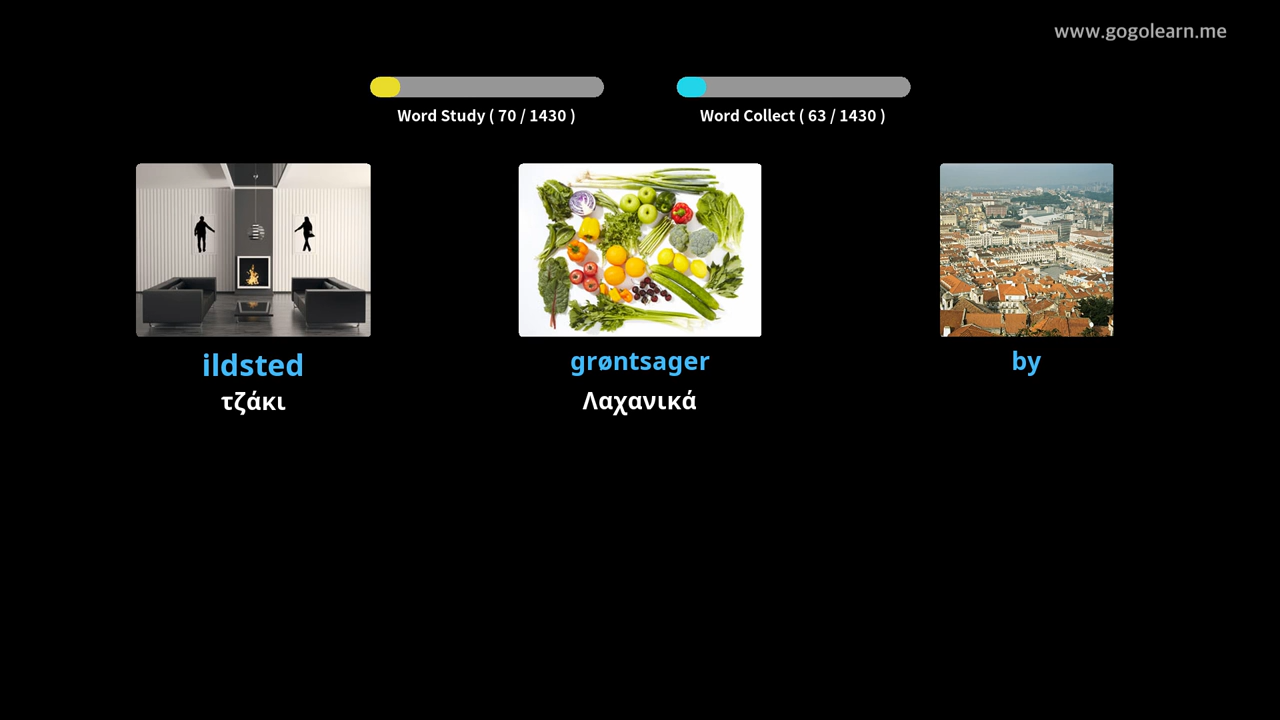 www.gogolearn.me
Word Study ( 70 / 1430 )
Word Collect ( 63 / 1430 )
ildsted
grøntsager
by
τζάκι
Λαχανικά